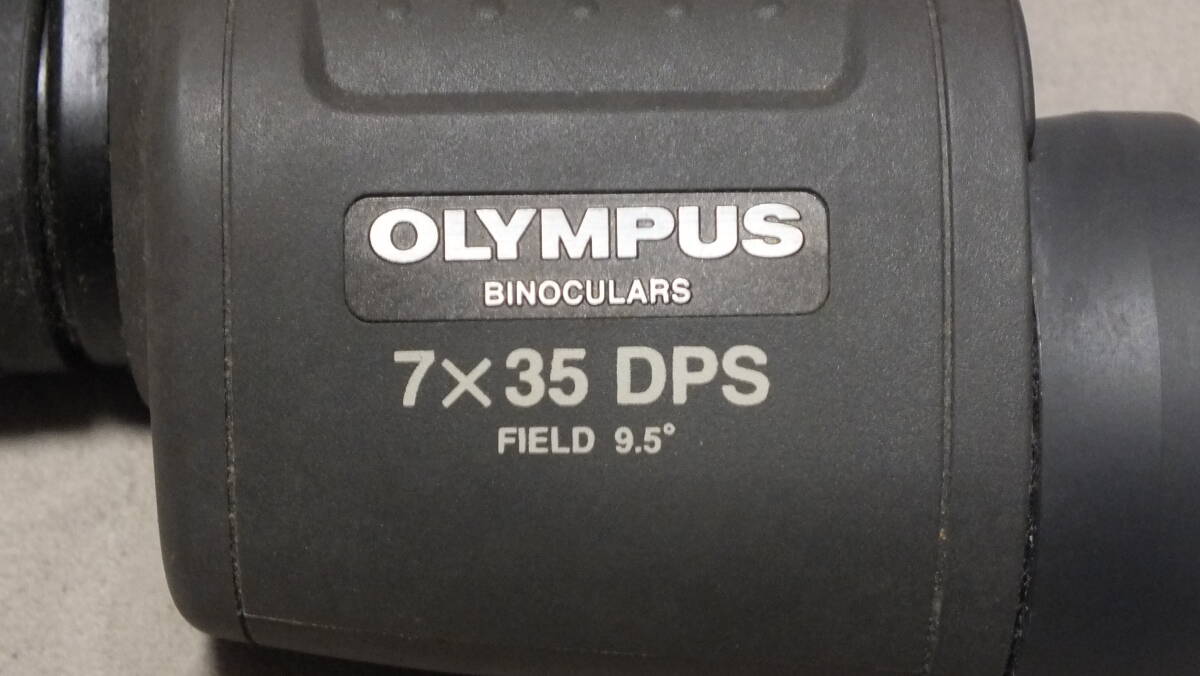 OLYMPUS
BINOCULARS
7×35 DPS
FIELD 9.5°